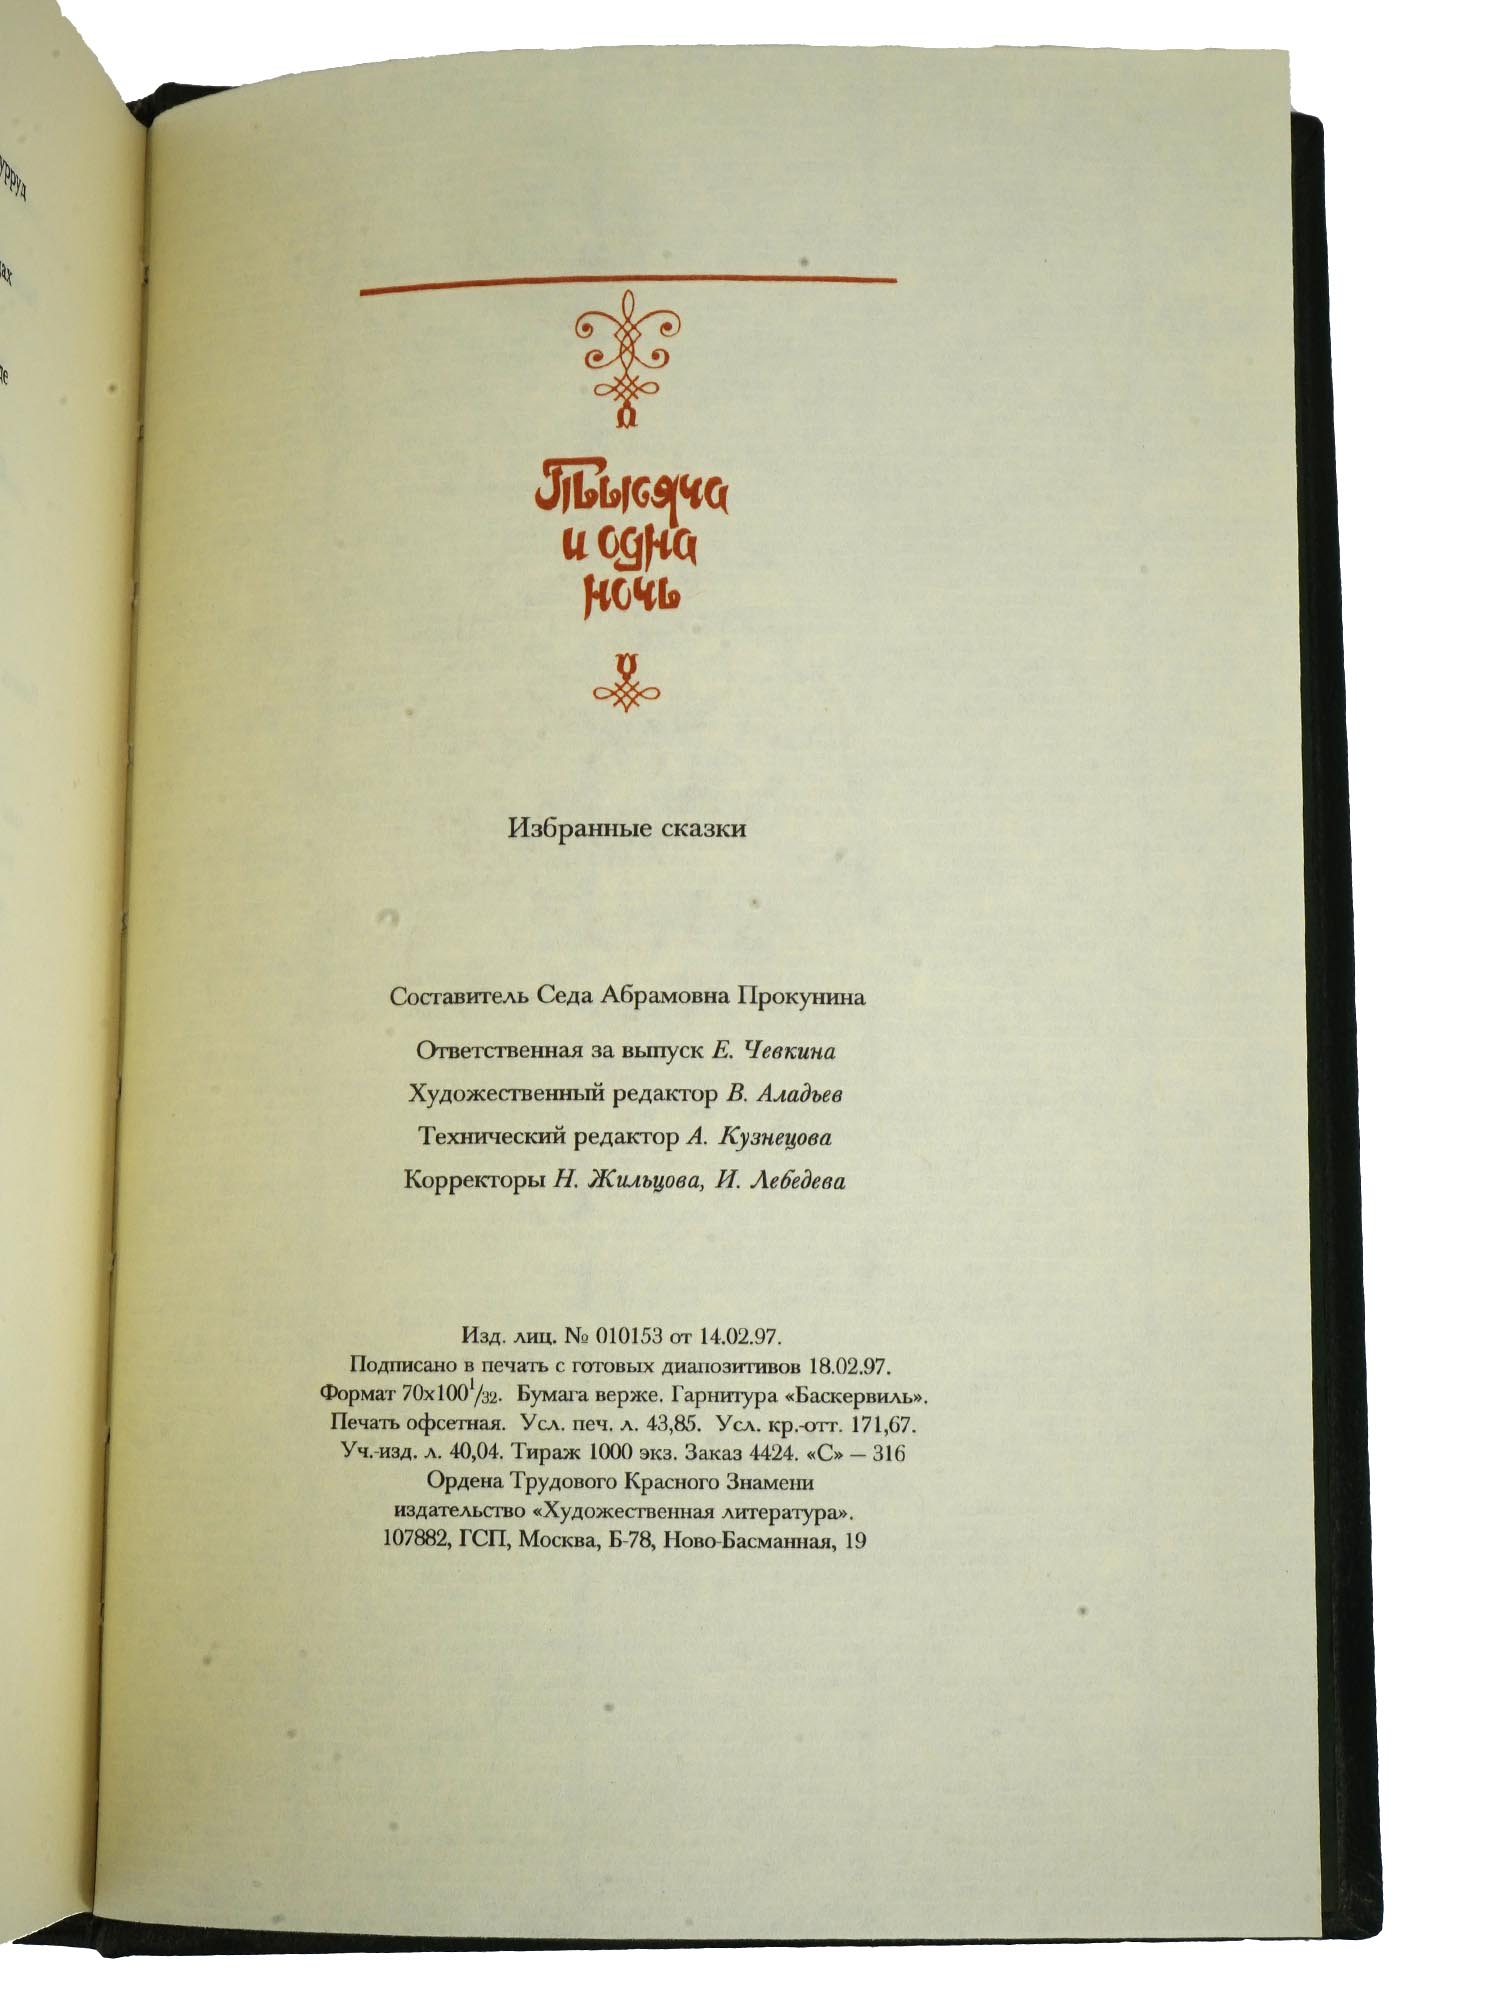 Тысяча
и одна
ночь
Избранные сказки
Составитель Седа Абрамовна Прокунина
Ответственная за выпуск Е. Чевкина
Художественный редактор В. Аладьев
Технический редактор А. Кузнецова
Корректоры Н. Жильцова, И. Лебедева
Изд. лиц. № 010153 от 14.02.97.
Подписано в печать с готовых диапозитивов 18.02.97.
Формат 70х100 1/32. Бумага верже. Гарнитура «Баскервиль».
Печать офсетная. Усл. печ. л. 43,85. Усл. кр.-отт. 171,67.
Уч.-изд. л. 40,04. Тираж 1000 экз. Заказ 4424. «С» — 316
Ордена Трудового Красного Знамени
издательство «Художественная литература».
107882, ГСП, Москва, Б-78, Ново-Басманная, 19